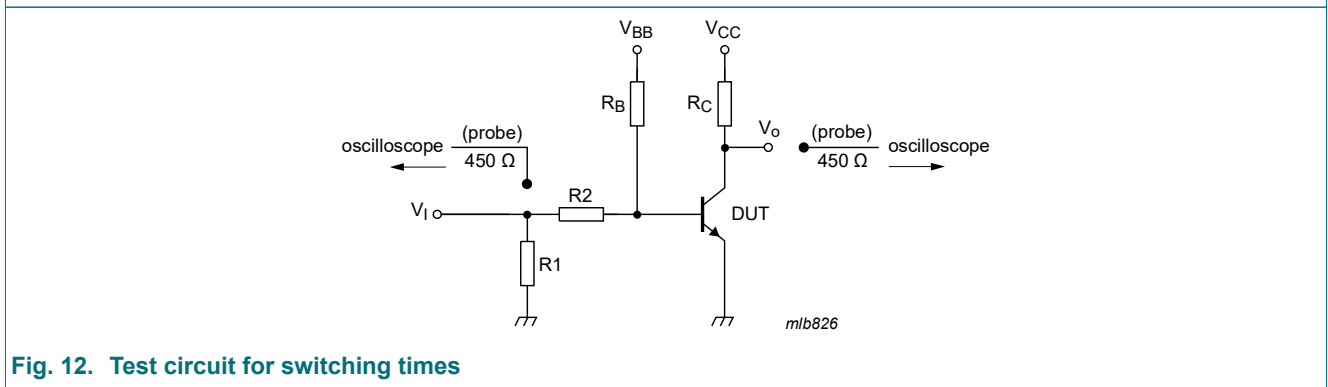 VBB VCC
RB RC
Vo
(probe) (probe)
oscilloscope oscilloscope
450 Ω 450 Ω
R2
VI DUT
R1
mlb826
Fig. 12. Test circuit for switching times